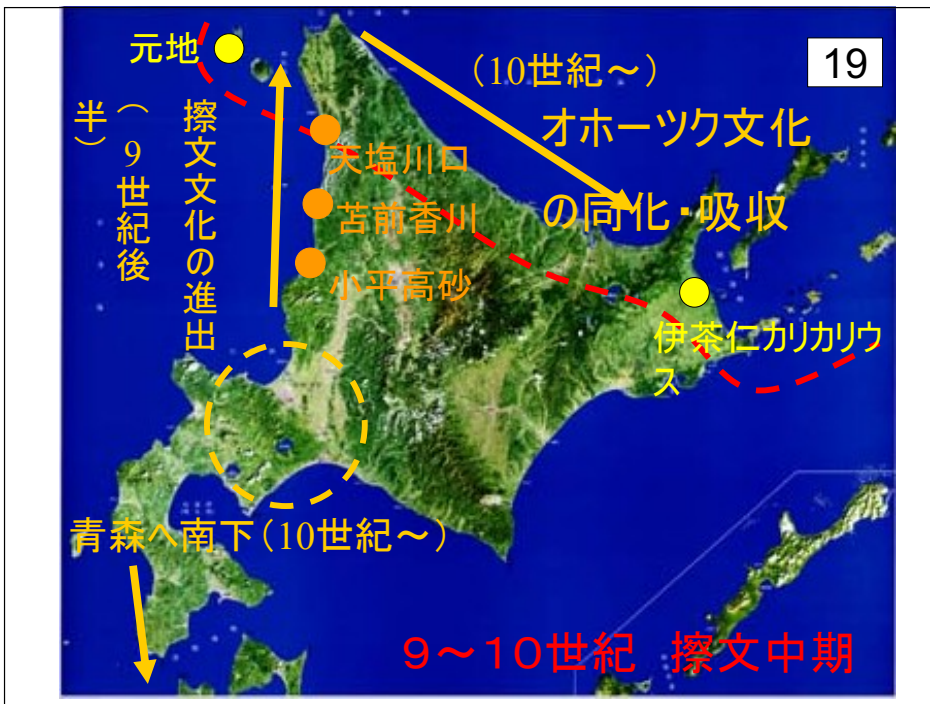 元地
(10世紀～)
19
オホーツク文化
の同化・吸収
擦文文化の進出
(9世紀後
半)
天塩川口
苫前香川
小平高砂
伊茶仁カリカリウ
ス
青森へ南下(10世紀～)
９～１０世紀 擦文中期